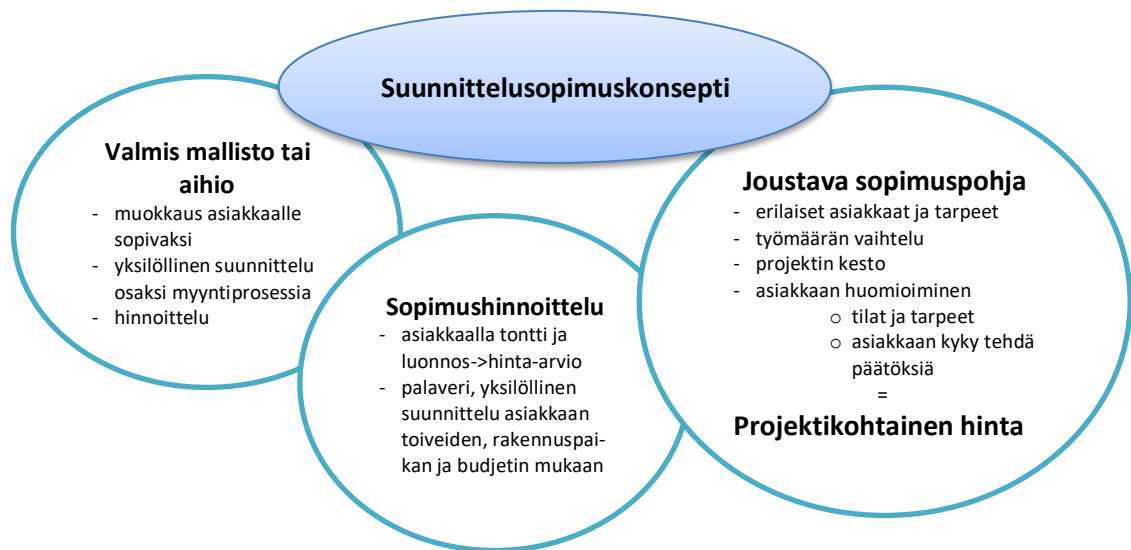 Suunnittelusopimuskonsepti
Valmis mallisto tai
aihio
- muokkaus asiakkaalle
sopivaksi
- yksilöllinen suunnittelu
osaksi myyntiprosessia
- hinnoittelu
Sopimushinnoittelu
- asiakkaalla tontti ja
luonnos->hinta-arvio
- palaveri, yksilöllinen
suunnittelu asiakkaan
toiveiden, rakennuspai-
kan ja budjetin mukaan
Joustava sopimuspohja
- erilaiset asiakkaat ja tarpeet
- työmäärän vaihtelu
- projektin kesto
- asiakkaan huomioiminen
o tilat ja tarpeet
o asiakkaan kyky tehdä
päätöksiä
=
Projektikohtainen hinta